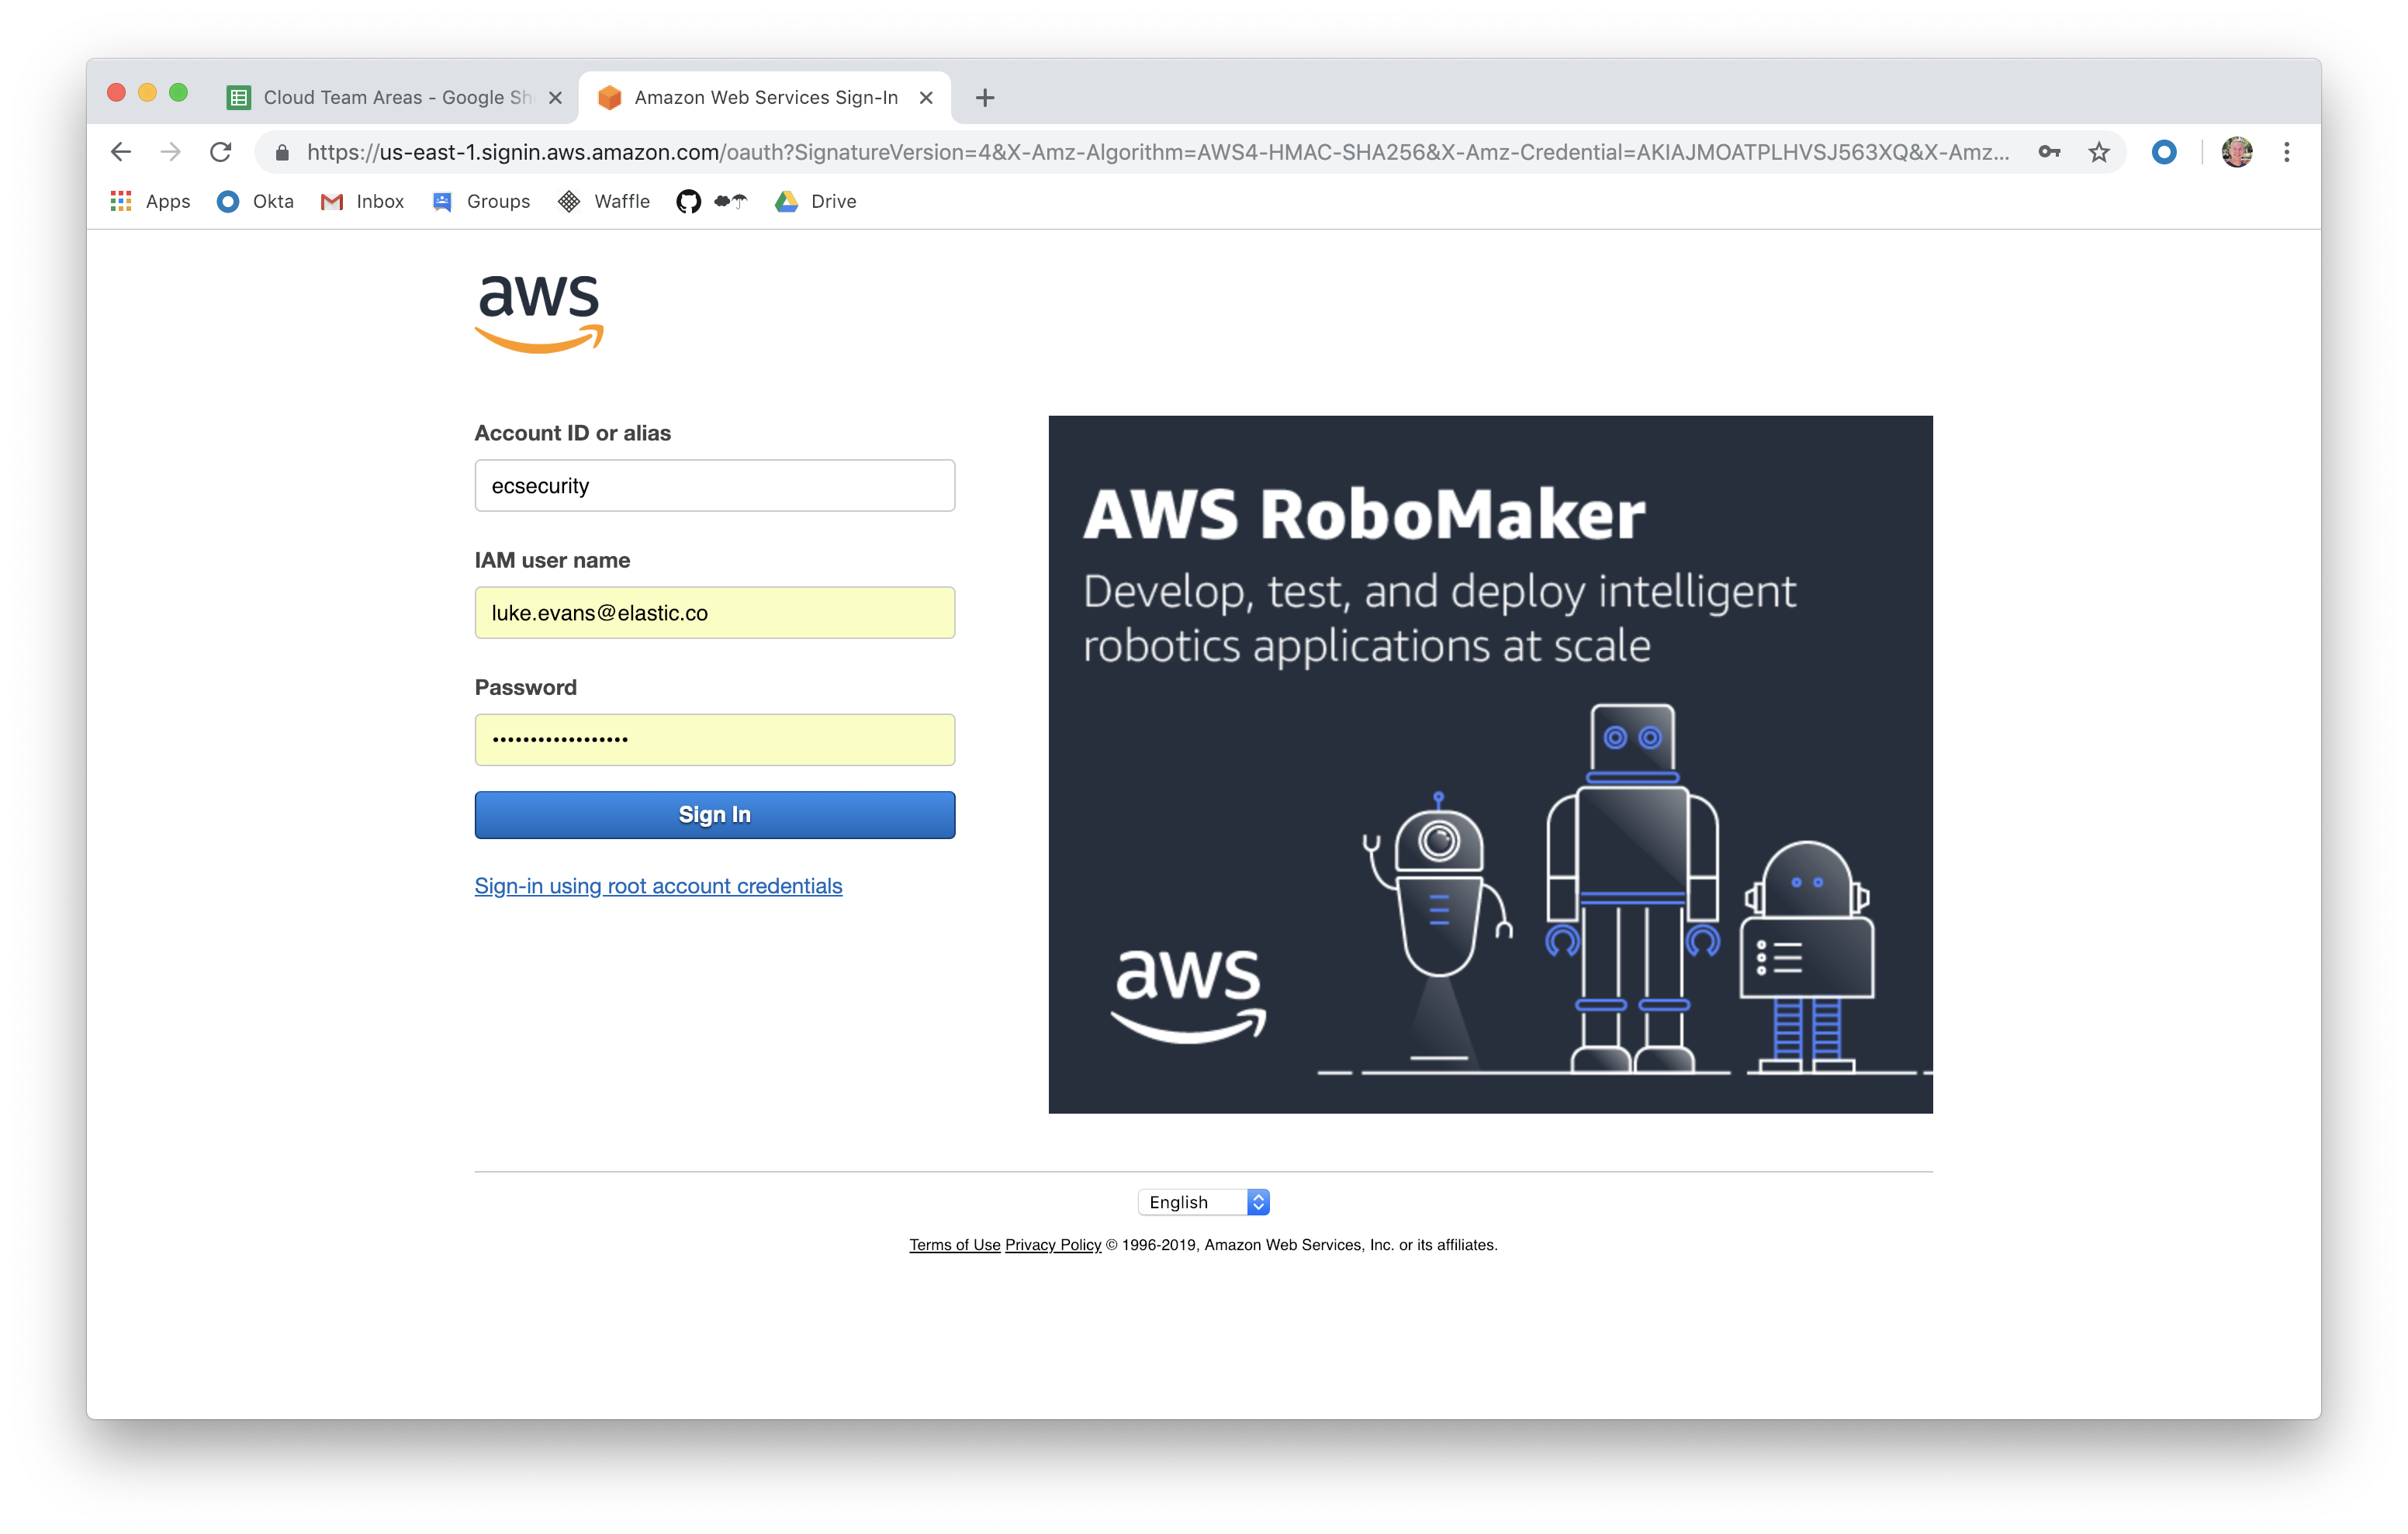 Cloud Team Areas - Google Sh
Amazon Web Services Sign-In
https://us-east-1.signin.aws.amazon.com/oauth?SignatureVersion=4&X-Amz-Algorithm=AWS4-HMAC-SHA256&X-Amz-Credential=AKIAJMOATPLHVSJ563XQ&X-Amz...
Apps Okta Inbox Groups Waffle Drive
aws
Account ID or alias
ecsecurity
IAM user name
luke.evans@elastic.co
Password
••••••••••••••••••
Sign In
Sign-in using root account credentials
AWS RoboMaker
Develop, test, and deploy intelligent
robotics applications at scale
aws
English
Terms of Use Privacy Policy © 1996-2019, Amazon Web Services, Inc. or its affiliates.